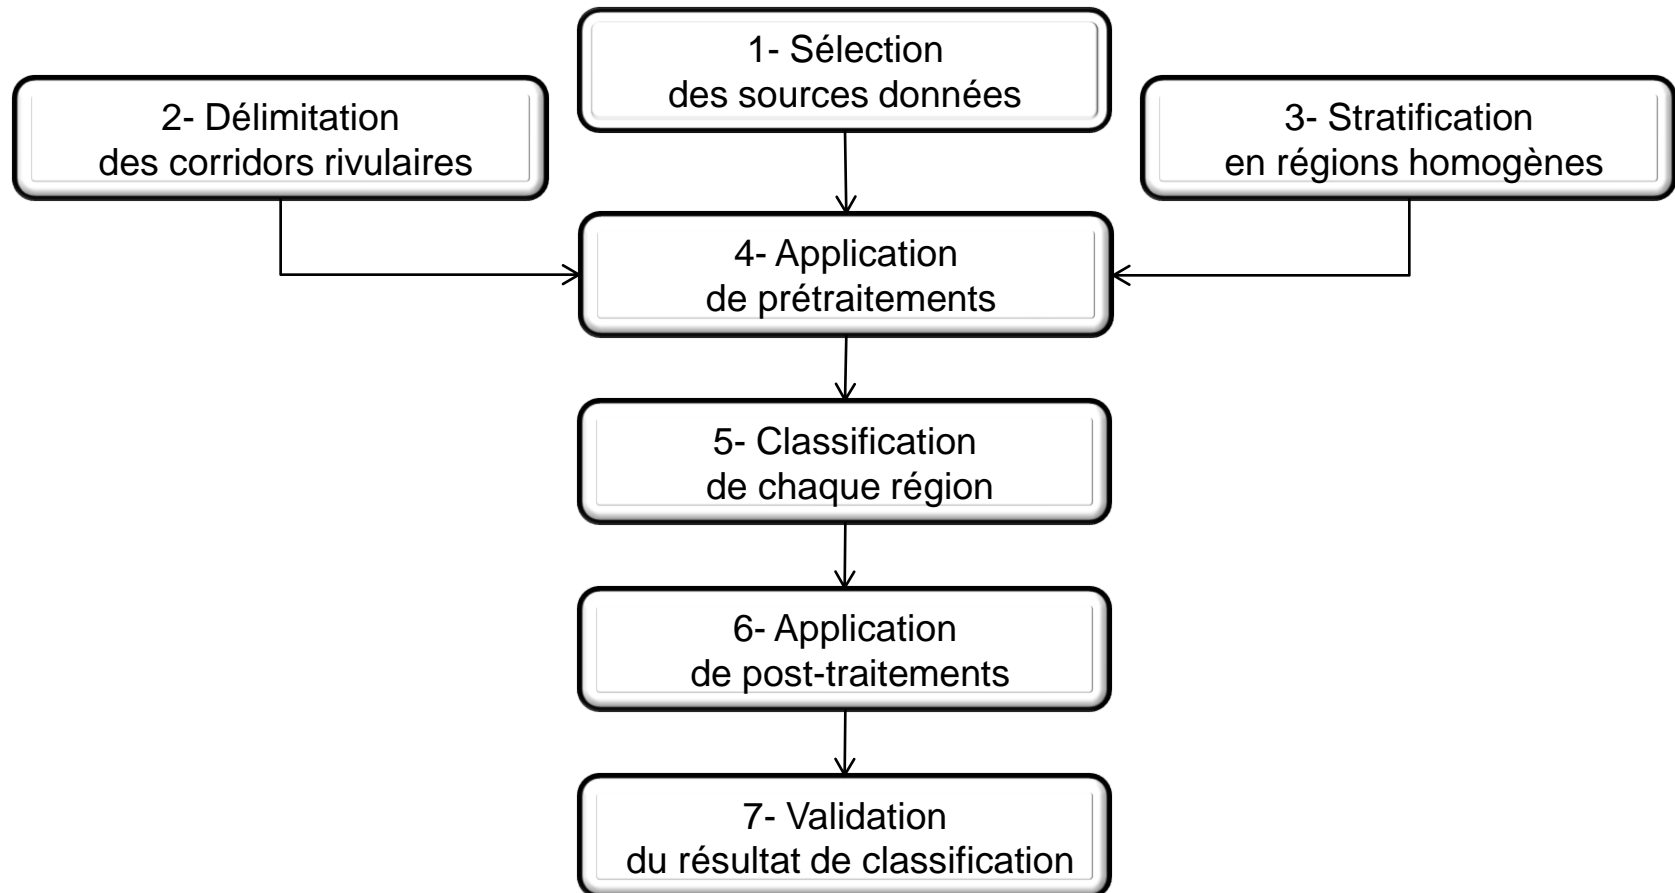 1- Sélection
des sources données
2- Délimitation
des corridors rivulaires
3- Stratification
en régions homogènes
4- Application
de prétraitements
5- Classification
de chaque région
6- Application
de post-traitements
7- Validation
du résultat de classification